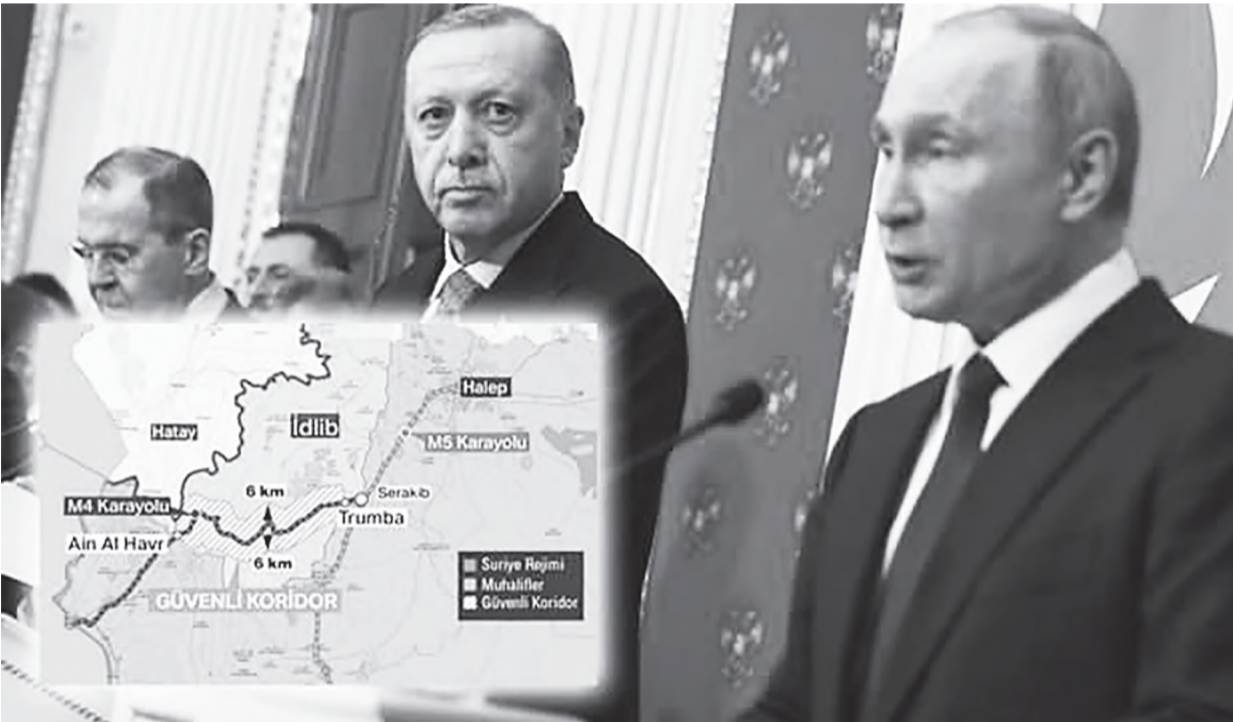 Halep
İdlib
Hatay
M5 Karayolu
6 km
Serakib
M4 Karayolu
Trumba
Ain Al Havr
6 km
GÜVENLİ KORİDOR
Suriye Rejimi
Muhalifler
Güvenli Koridor